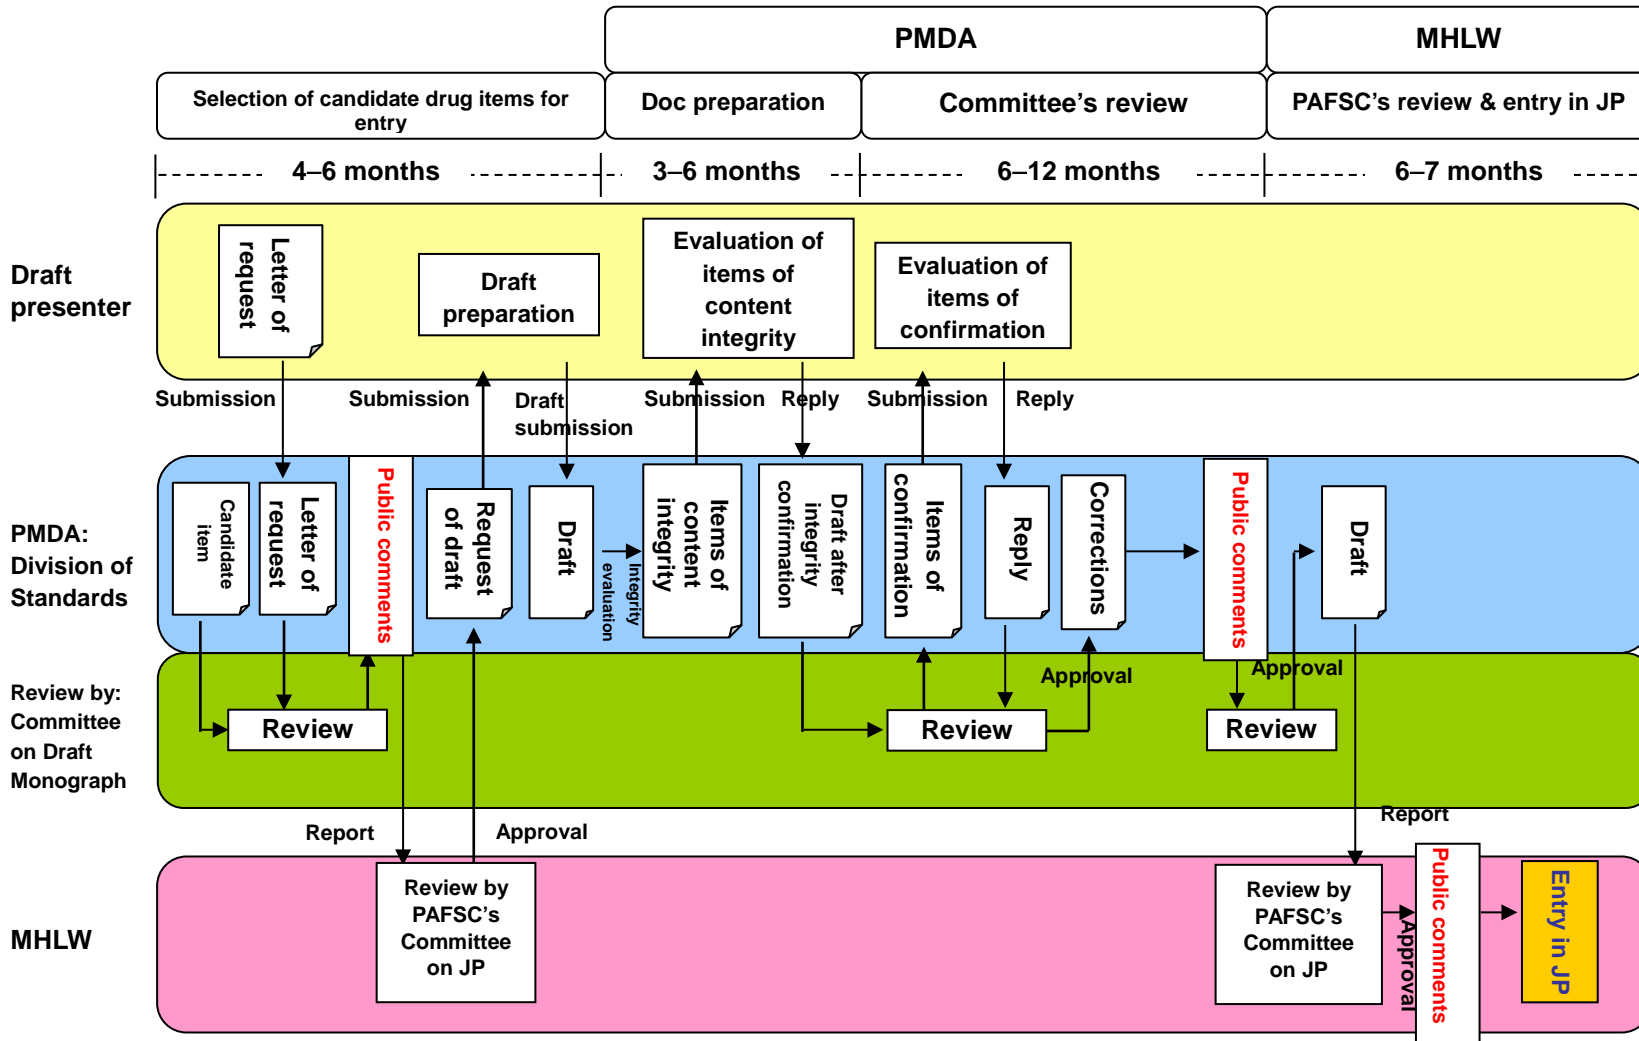 PMDA
MHLW
Selection of candidate drug items for
entry
Doc preparation
Committee's review
PAFSC's review & entry in JP
4–6 months
3–6 months
6–12 months
6–7 months
Draft
presenter
Letter of
request
Draft
preparation
Evaluation of
items of
content
integrity
Evaluation of
items of
confirmation
Submission
Submission
Draft
submission
Submission
Reply
Submission
Reply
PMDA:
Division of
Standards
Candidate
item
Letter of
request
Public comments
Request
of draft
Draft
Integrity
evaluation
Items of
content
integrity
Draft after
integrity
confirmation
Items of
confirmation
Reply
Corrections
Public comments
Draft
Approval
Approval
Review by:
Committee
on Draft
Monograph
Review
Review
Review
Report
Approval
Report
MHLW
Review by
PAFSC's
Committee
on JP
Review by
PAFSC's
Committee
on JP
Approval
Public comments
Entry in JP